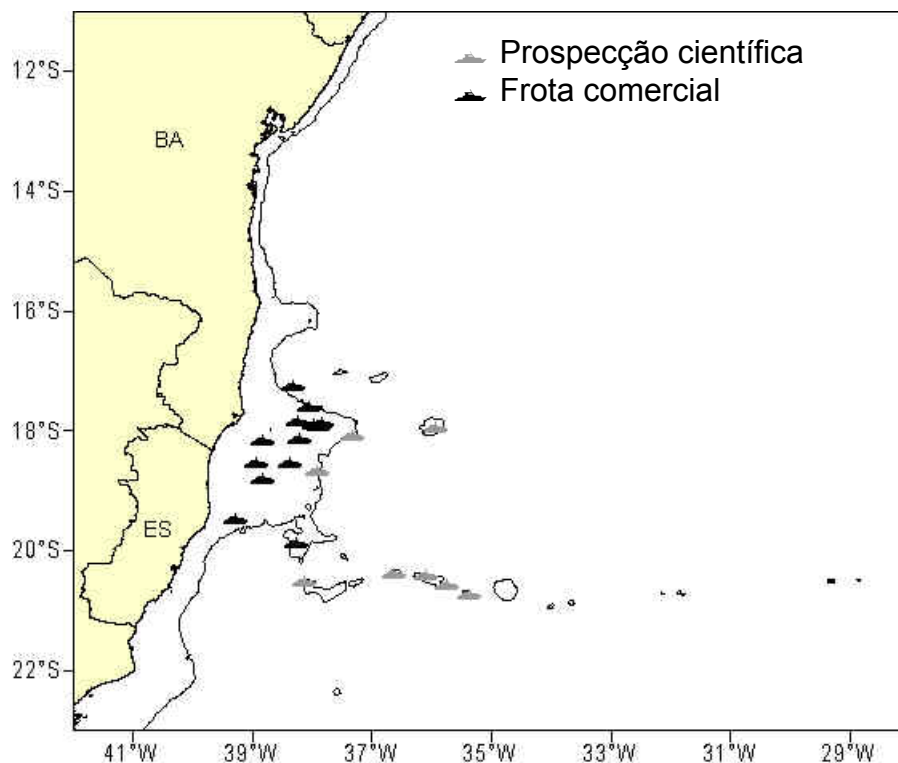 Prospecção científica
Frota comercial
12°S
BA
14°S
16°S
18°S
ES
20°S
22°S
41°W 39°W 37°W 35°W 33°W 31°W 29°W